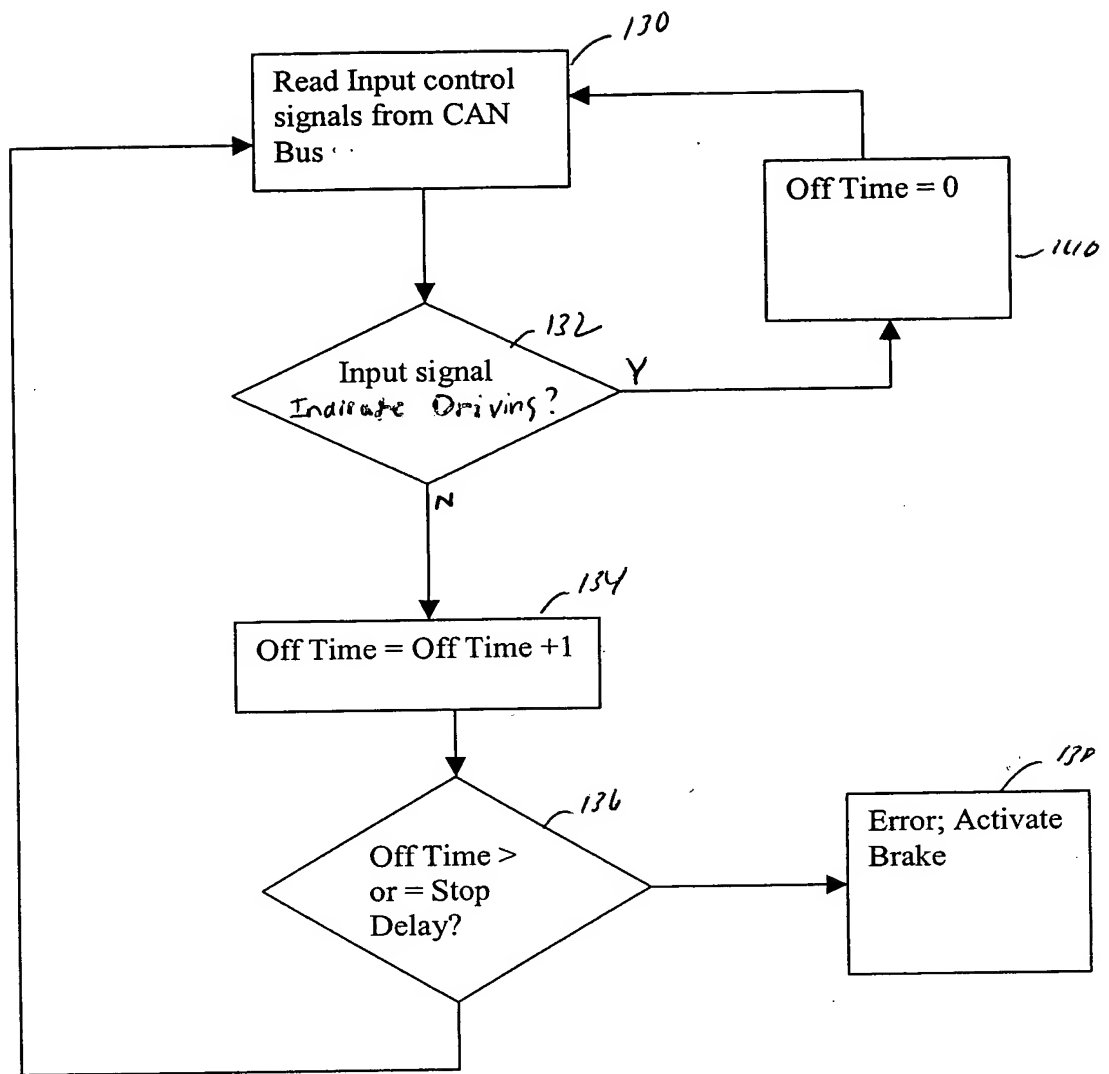 130
Read Input control
signals from CAN
Bus
Off Time = 0
140
132
Input signal
Indicate Driving?
Y
N
134
Off Time = Off Time +1
136
Off Time >
or = Stop
Delay?
138
Error; Activate
Brake